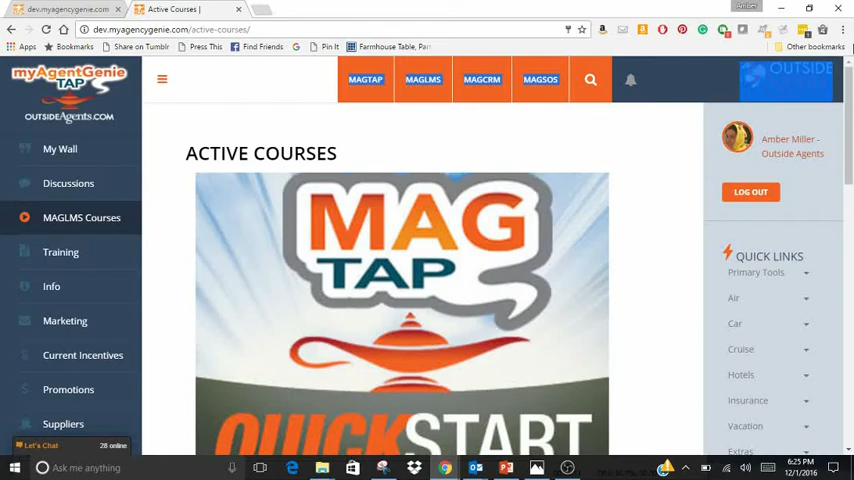 Amber
dev.myagencygenie.com
Active Courses |
dev.myagencygenie.com/active-courses/
Apps
Bookmarks
Share on Tumblr
Press This
Find Friends
Pin It
Farmhouse Table, Par
Other bookmarks
myAgentGenie
TAP
OUTSIDEAGENTS.COM
MAGTAP
MAGLMS
MAGCRM
MAGSOS
OUTSIDE
My Wall
Discussions
MAGLMS Courses
Training
Info
Marketing
Current Incentives
Promotions
Suppliers
Let's Chat
28 online
ACTIVE COURSES
MAG
TAP
QUICKSTART
Amber Miller -
Outside Agents
LOG OUT
QUICK LINKS
Primary Tools
Air
Car
Cruise
Hotels
Insurance
Vacation
Extras
Ask me anything
6:25 PM
12/1/2016